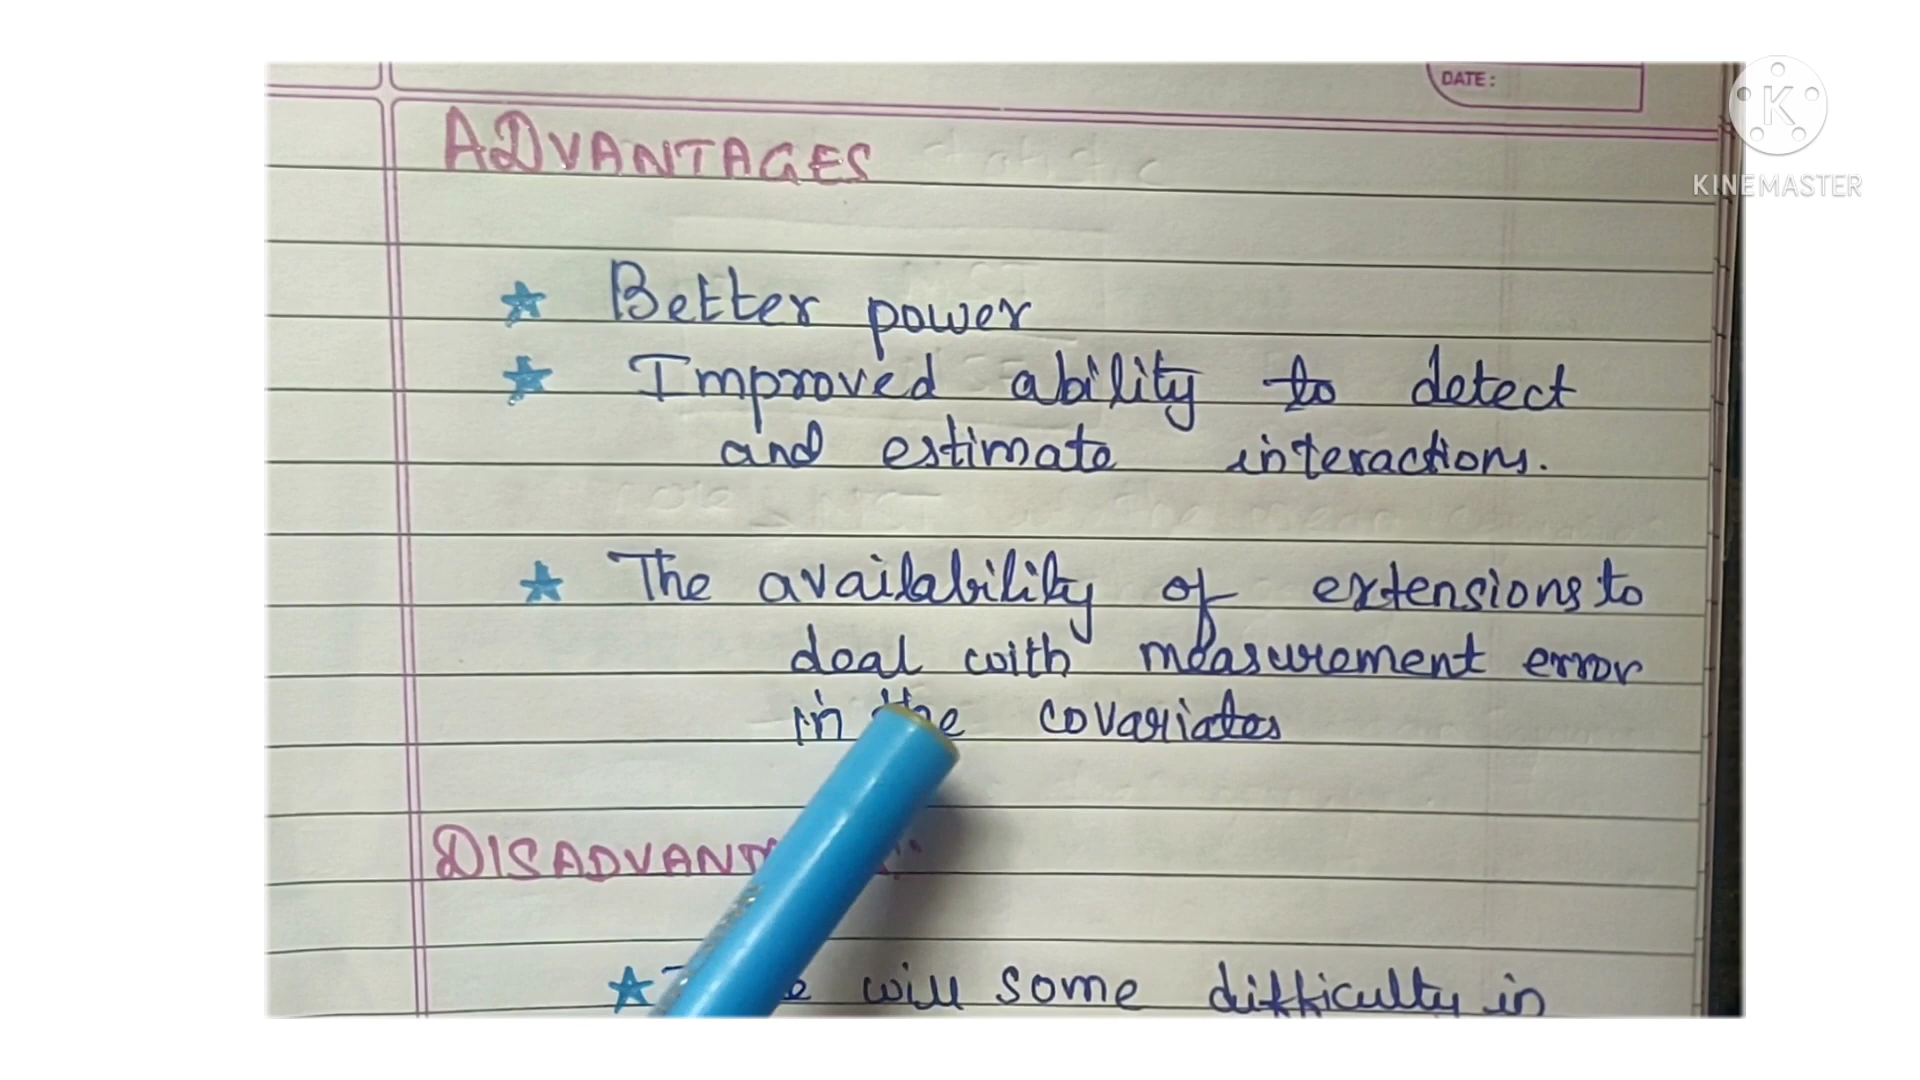 DATE:
KINEMASTER
ADVANTAGES
Better power
Improved ability to detect
and estimate interactions.
The availability of extensions to
deal with measurement error
in the covariates
will some difficulty in